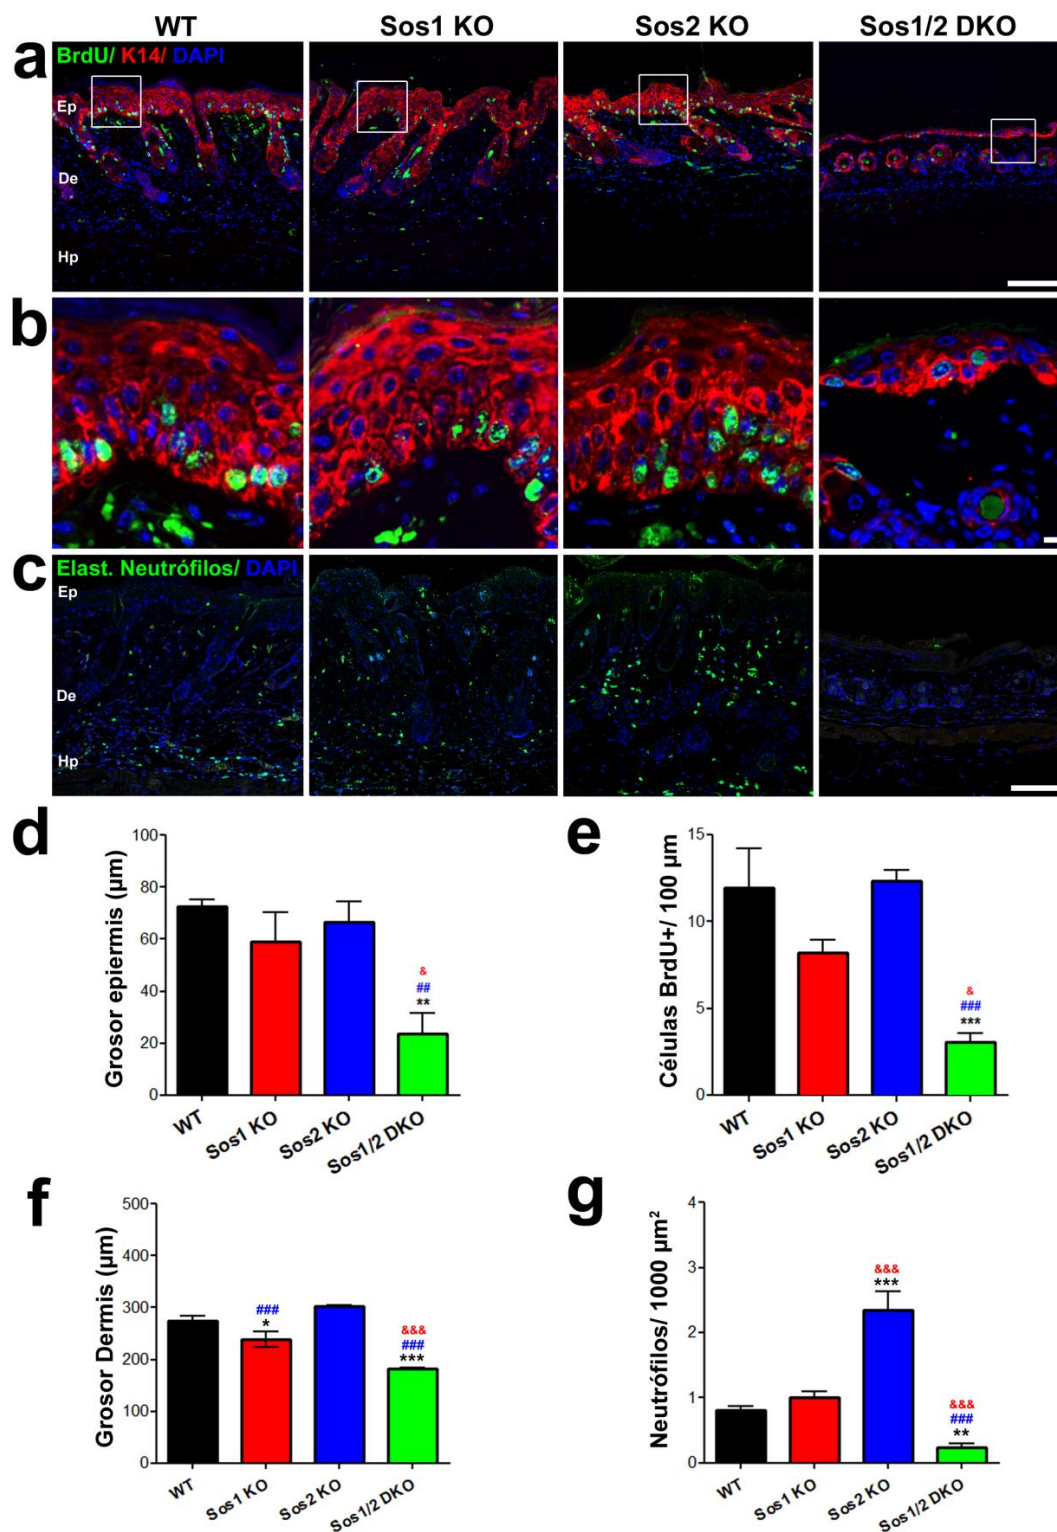 WT Sos1 KO Sos2 KO Sos1/2 DKO
a
BrdU/ K14/ DAPI
Ep
De
Hp
b
c
Elast. Neutrófilos/ DAPI
Ep
De
Hp
d
Grosor epiermis (µm)
100
80
60
40
20
0
&
##
**
WT Sos1 KO Sos2 KO Sos1/2 DKO
e
Células BrdU+/ 100 µm
15
10
5
0
&
###
***
WT Sos1 KO Sos2 KO Sos1/2 DKO
f
Grosor Dermis (µm)
500
400
300
200
100
0
###
*
&&&
###
***
WT Sos1 KO Sos2 KO Sos1/2 DKO
g
Neutrófilos/ 1000 µm²
4
3
2
1
0
&&&
***
&&&
###
**
WT Sos1 KO Sos2 KO Sos1/2 DKO